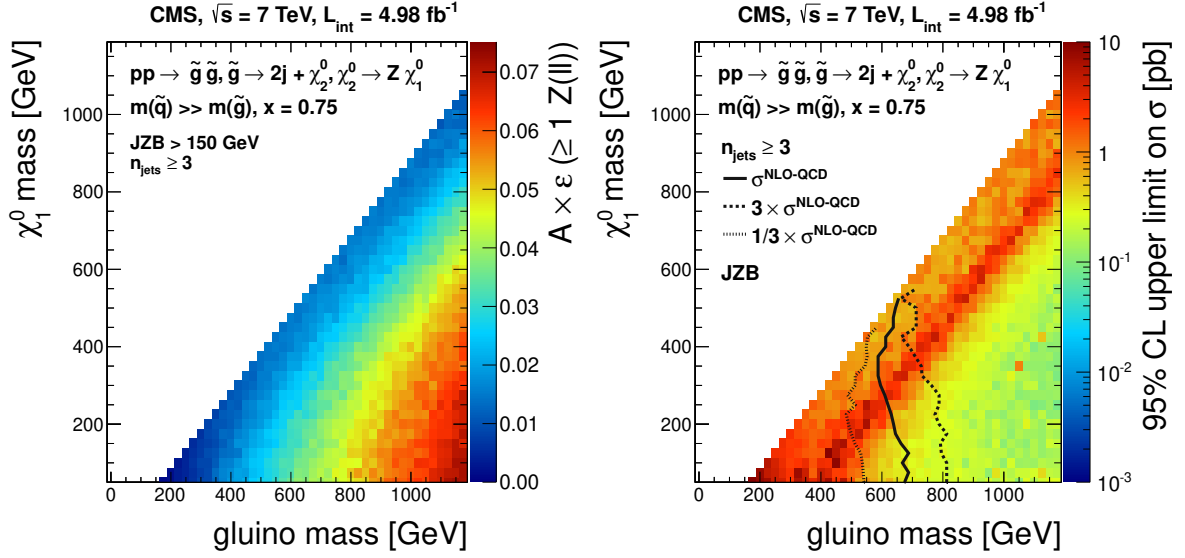 CMS, √s = 7 TeV, L_int = 4.98 fb⁻¹
pp → g̃ g̃, g̃ → 2j + χ⁰₂, χ⁰₂ → Z χ⁰₁
m(q̃) >> m(g̃), x = 0.75
JZB > 150 GeV
n_jets ≥ 3
χ⁰₁ mass [GeV]
1000
800
600
400
200
0 200 400 600 800 1000
gluino mass [GeV]
0.07
0.06
0.05
0.04
0.03
0.02
0.01
0.00
A × ε (≥ 1 Z(ll))
CMS, √s = 7 TeV, L_int = 4.98 fb⁻¹
pp → g̃ g̃, g̃ → 2j + χ⁰₂, χ⁰₂ → Z χ⁰₁
m(q̃) >> m(g̃), x = 0.75
n_jets ≥ 3
σ^NLO-QCD
3 × σ^NLO-QCD
1/3 × σ^NLO-QCD
JZB
χ⁰₁ mass [GeV]
1000
800
600
400
200
0 200 400 600 800 1000
gluino mass [GeV]
10
1
10⁻¹
10⁻²
10⁻³
95% CL upper limit on σ [pb]